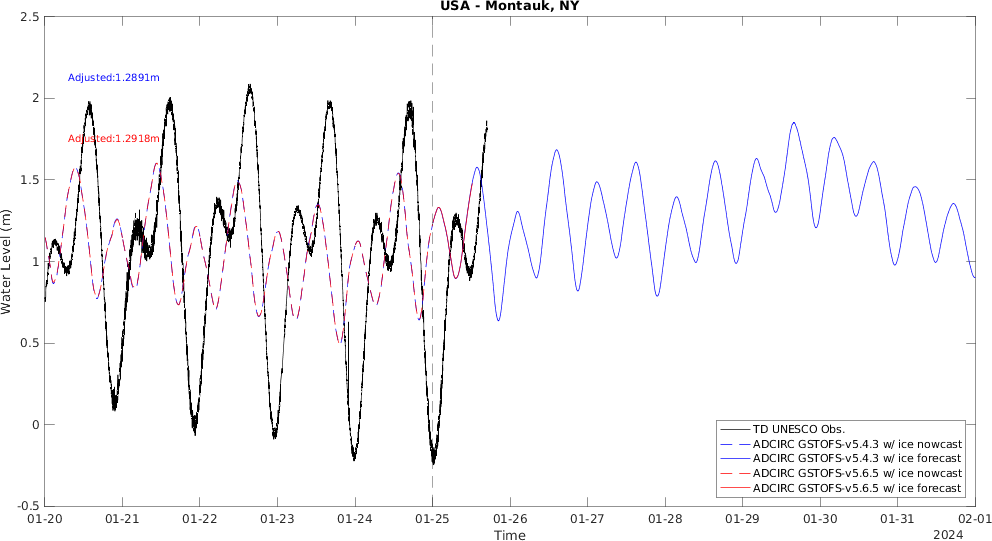 USA - Montauk, NY
2.5
2
1.5
1
0.5
0
-0.5
Water Level (m)
Adjusted:1.2891m
Adjusted:1.2918m
TD UNESCO Obs.
ADCIRC GSTOFS-v5.4.3 w/ ice nowcast
ADCIRC GSTOFS-v5.4.3 w/ ice forecast
ADCIRC GSTOFS-v5.6.5 w/ ice nowcast
ADCIRC GSTOFS-v5.6.5 w/ ice forecast
01-20 01-21 01-22 01-23 01-24 01-25 01-26 01-27 01-28 01-29 01-30 01-31 02-01
Time
2024